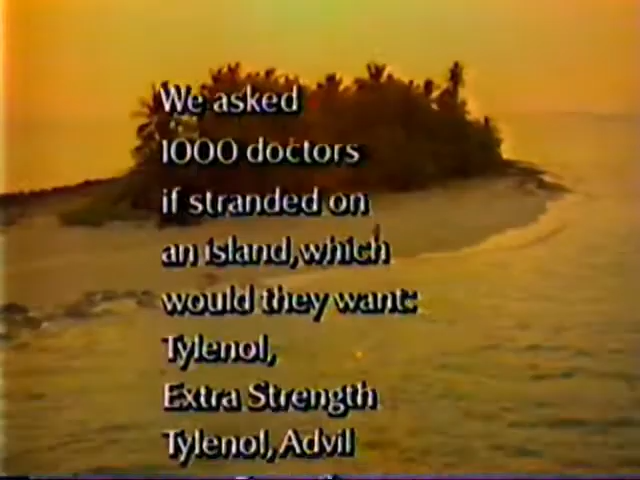 We asked
1000 doctors
if stranded on
an island, which
would they want:
Tylenol,
Extra Strength
Tylenol, Advil